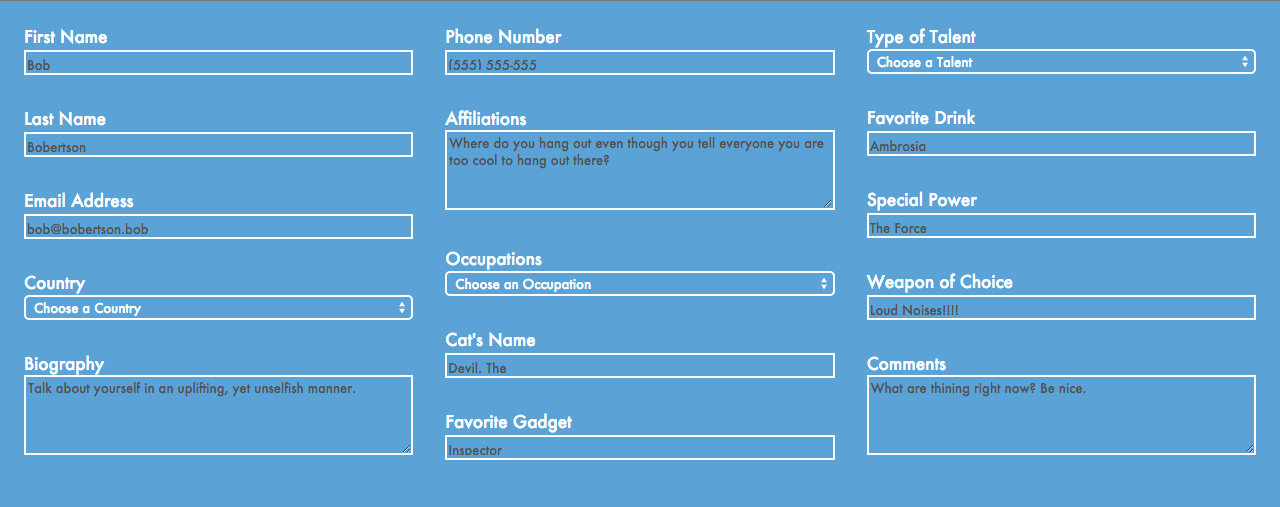 First Name
Bob
Last Name
Bobertson
Email Address
bob@bobertson.bob
Country
Choose a Country
Biography
Talk about yourself in an uplifting, yet unselfish manner.
Phone Number
(555) 555-555
Affiliations
Where do you hang out even though you tell everyone you are
too cool to hang out there?
Occupations
Choose an Occupation
Cat's Name
Devil. The
Favorite Gadget
Inspector
Type of Talent
Choose a Talent
Favorite Drink
Ambrosia
Special Power
The Force
Weapon of Choice
Loud Noises!!!!
Comments
What are thining right now? Be nice.